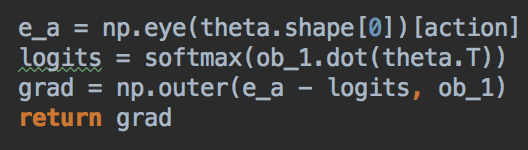 e_a = np.eye(theta.shape[0])[action]
logits = softmax(ob_1.dot(theta.T))
grad = np.outer(e_a - logits, ob_1)
return grad